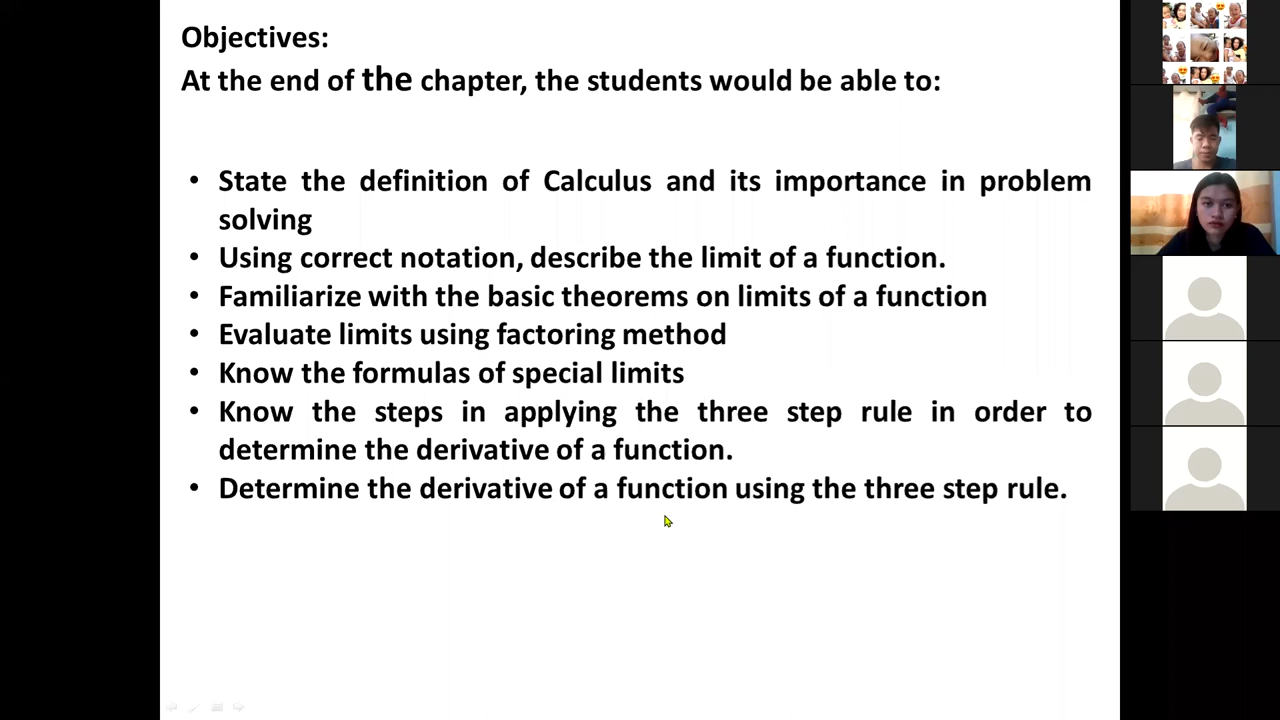 Objectives:
At the end of the chapter, the students would be able to:
• State the definition of Calculus and its importance in problem
solving
• Using correct notation, describe the limit of a function.
• Familiarize with the basic theorems on limits of a function
• Evaluate limits using factoring method
• Know the formulas of special limits
• Know the steps in applying the three step rule in order to
determine the derivative of a function.
• Determine the derivative of a function using the three step rule.